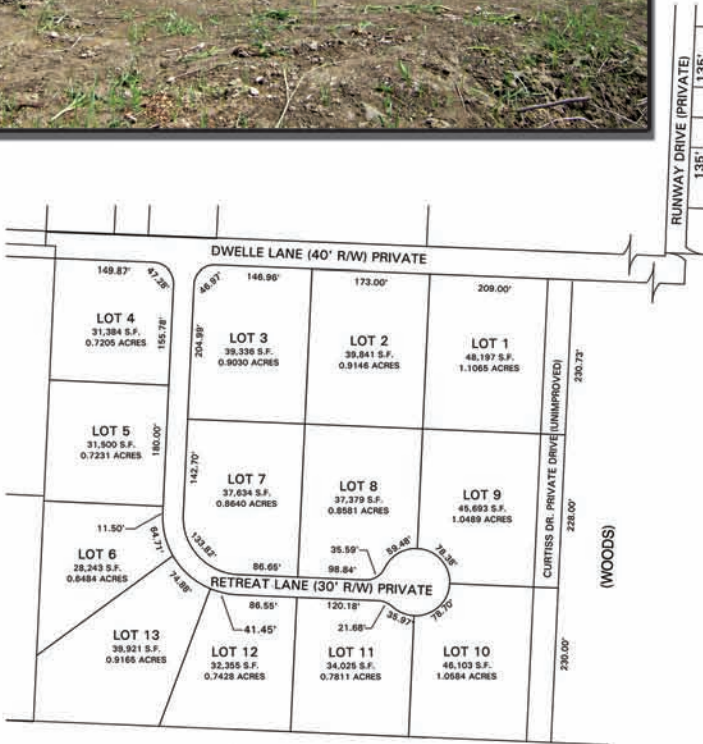 RUNWAY DRIVE (PRIVATE)
135'
135'
DWELLE LANE (40' R/W) PRIVATE
149.87'
47.28'
46.97'
146.96'
173.00'
209.00'
LOT 4
31,384 S.F.
0.7205 ACRES
155.78'
204.99'
LOT 3
39,336 S.F.
0.9030 ACRES
LOT 2
39,841 S.F.
0.9146 ACRES
LOT 1
48,197 S.F.
1.1065 ACRES
230.73'
CURTISS DR. PRIVATE DRIVE (UNIMPROVED)
LOT 5
31,500 S.F.
0.7231 ACRES
180.00'
142.70'
LOT 7
37,634 S.F.
0.8640 ACRES
LOT 8
37,379 S.F.
0.8581 ACRES
LOT 9
45,693 S.F.
1.0489 ACRES
228.00'
(WOODS)
11.50'
64.71'
133.82'
86.65'
35.59'
98.84'
59.48'
78.38'
LOT 6
28,243 S.F.
0.6484 ACRES
74.88'
RETREAT LANE (30' R/W) PRIVATE
86.55'
120.18'
41.45'
21.68'
35.97'
78.70'
LOT 13
39,921 S.F.
0.9165 ACRES
LOT 12
32,355 S.F.
0.7428 ACRES
LOT 11
34,025 S.F.
0.7811 ACRES
LOT 10
46,103 S.F.
1.0584 ACRES
230.00'